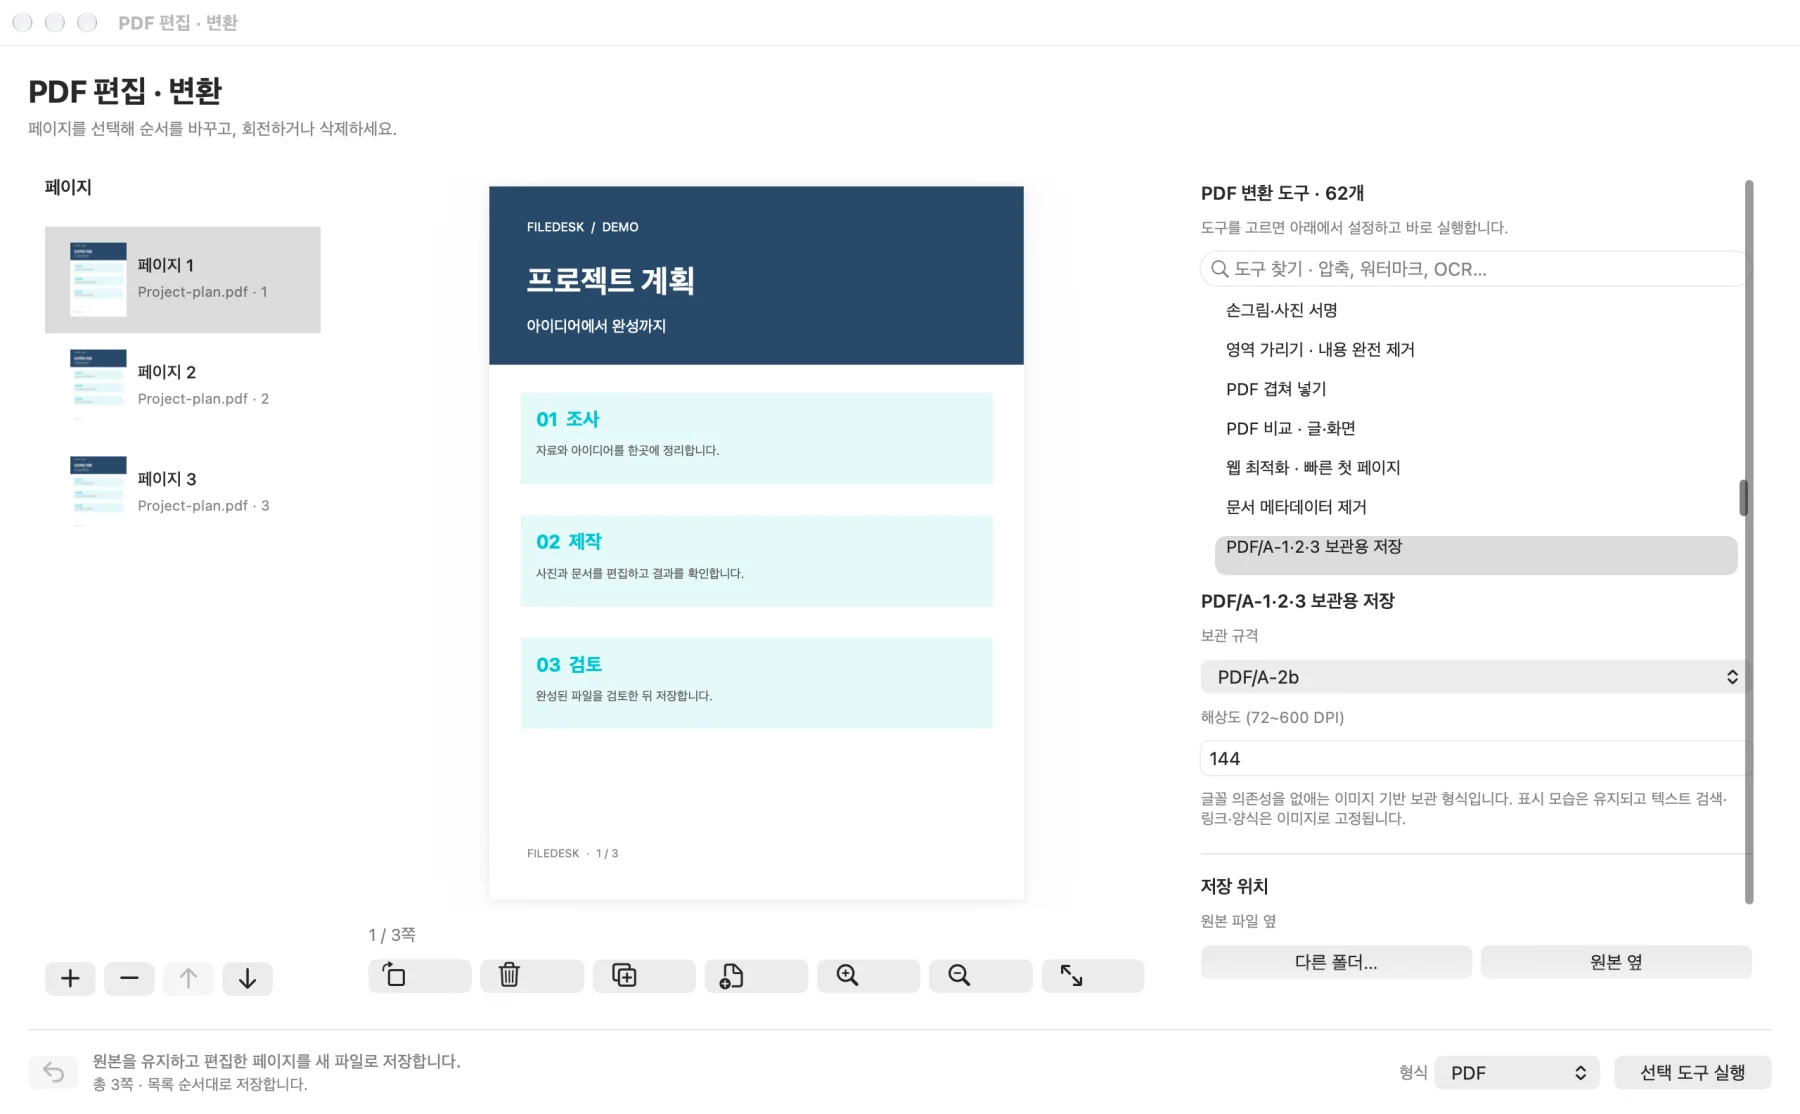 PDF 편집 · 변환
PDF 편집 · 변환
페이지를 선택해 순서를 바꾸고, 회전하거나 삭제하세요.
페이지
페이지 1
Project-plan.pdf · 1
페이지 2
Project-plan.pdf · 2
페이지 3
Project-plan.pdf · 3
FILEDESK / DEMO
프로젝트 계획
아이디어에서 완성까지
01 조사
자료와 아이디어를 한곳에 정리합니다.
02 제작
사진과 문서를 편집하고 결과를 확인합니다.
03 검토
완성된 파일을 검토한 뒤 저장합니다.
FILEDESK · 1 / 3
1 / 3쪽
PDF 변환 도구 · 62개
도구를 고르면 아래에서 설정하고 바로 실행합니다.
도구 찾기 · 압축, 워터마크, OCR...
손그림·사진 서명
영역 가리기 · 내용 완전 제거
PDF 겹쳐 넣기
PDF 비교 · 글·화면
웹 최적화 · 빠른 첫 페이지
문서 메타데이터 제거
PDF/A-1·2·3 보관용 저장
PDF/A-1·2·3 보관용 저장
보관 규격
PDF/A-2b
해상도 (72~600 DPI)
144
글꼴 의존성을 없애는 이미지 기반 보관 형식입니다. 표시 모습은 유지되고 텍스트 검색·
링크·양식은 이미지로 고정됩니다.
저장 위치
원본 파일 옆
다른 폴더...
원본 옆
원본을 유지하고 편집한 페이지를 새 파일로 저장합니다.
총 3쪽 · 목록 순서대로 저장합니다.
형식
PDF
선택 도구 실행